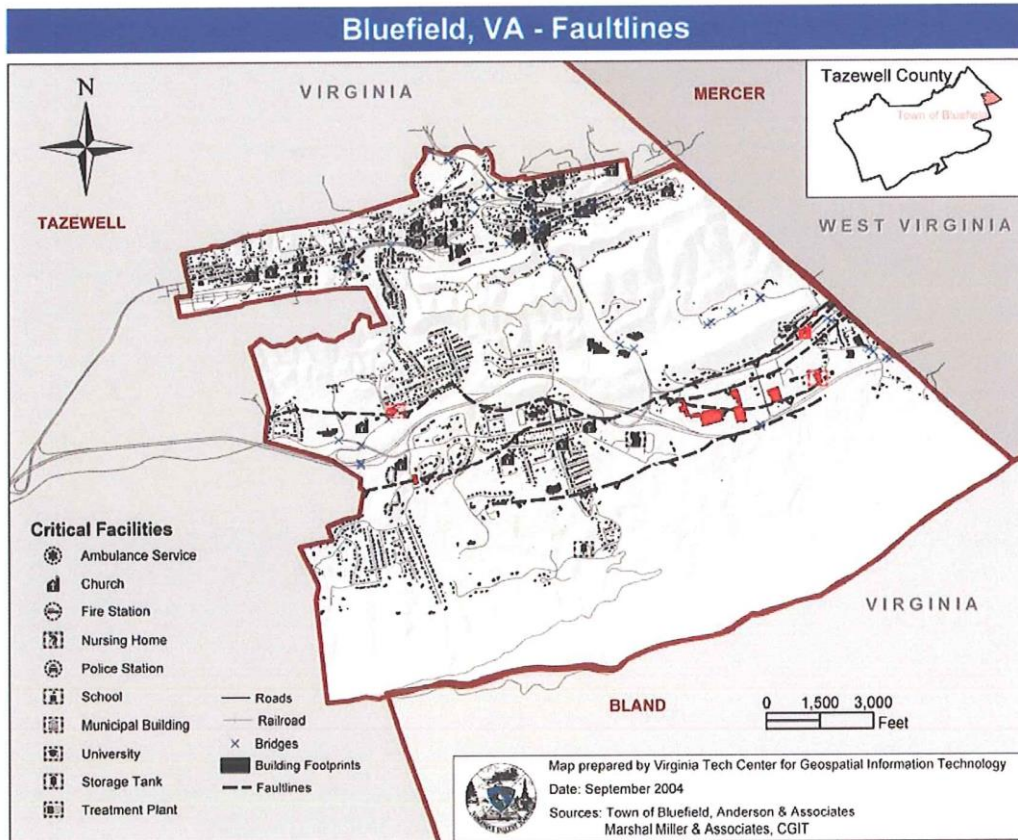 Bluefield, VA - Faultlines
N
VIRGINIA
MERCER
Tazewell County
Town of Bluefield
TAZEWELL
WEST VIRGINIA
Critical Facilities
Ambulance Service
Church
Fire Station
Nursing Home
Police Station
School
Municipal Building
University
Storage Tank
Treatment Plant
Roads
Railroad
Bridges
Building Footprints
Faultlines
VIRGINIA
BLAND
0 1,500 3,000
Feet
Map prepared by Virginia Tech Center for Geospatial Information Technology
Date: September 2004
Sources: Town of Bluefield, Anderson & Associates
Marshal Miller & Associates, CGIT